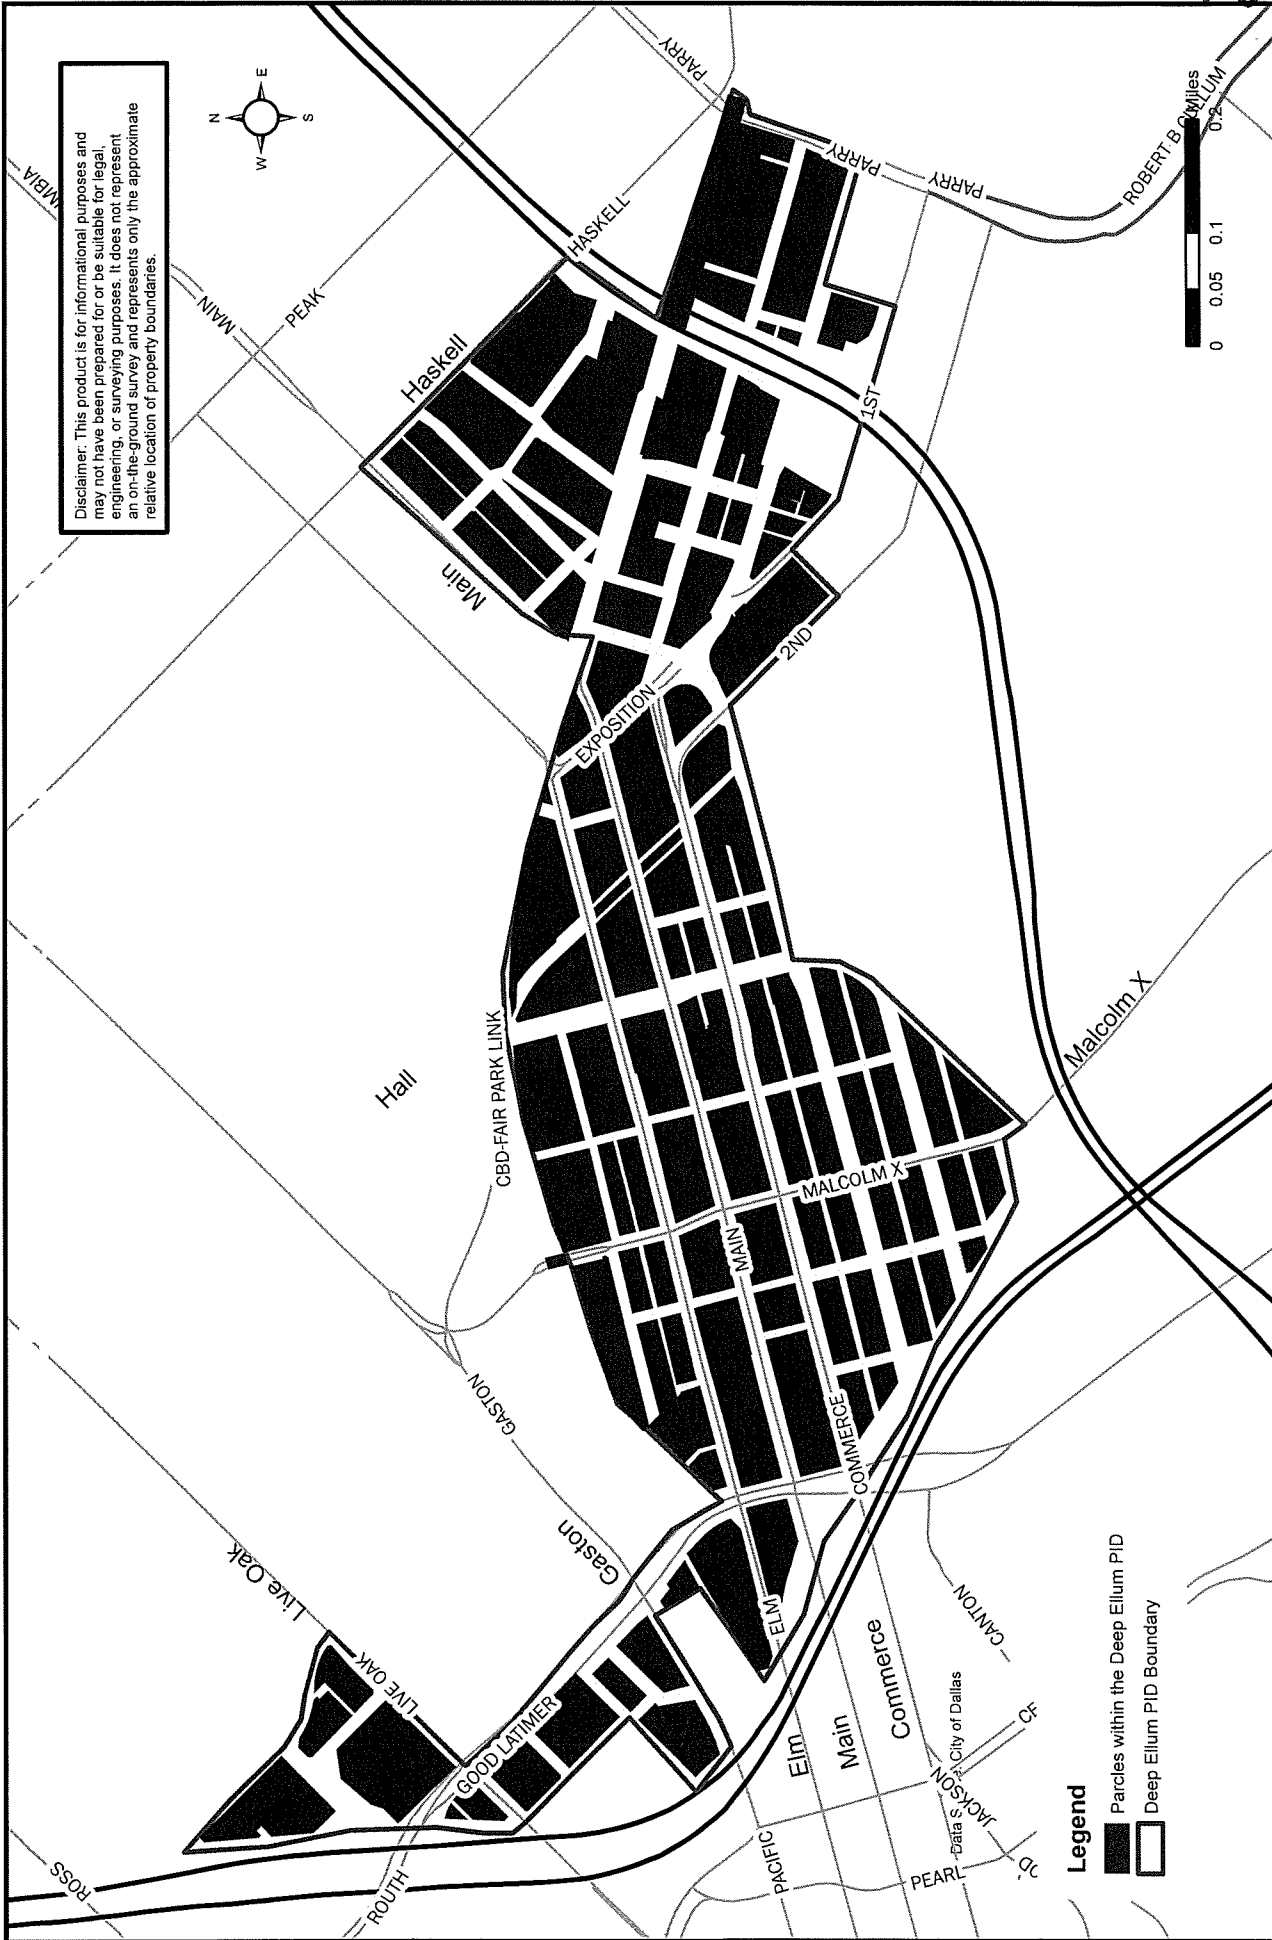 Disclaimer: This product is for informational purposes and
may not have been prepared for or be suitable for legal,
engineering, or surveying purposes. It does not represent
an on-the-ground survey and represents only the approximate
relative location of property boundaries.
N
E
S
W
MBIA
MAIN
PEAK
Haskell
HASKELL
PARRY
PARRY
PARRY
ROBERT B CULLUM
Main
1ST
2ND
EXPOSITION
Hall
CBD-FAIR PARK LINK
Malcolm X
MALCOLM X
MAIN
GASTON
Gaston
COMMERCE
Live Oak
LIVE OAK
GOOD LATIMER
ELM
Elm
Main
Commerce
CANTON
ROSS
ROUTH
PACIFIC
PEARL
JACKSON
CF
Data S
City of Dallas
0 0.05 0.1 0.2
Miles
Legend
Parcles within the Deep Ellum PID
Deep Ellum PID Boundary